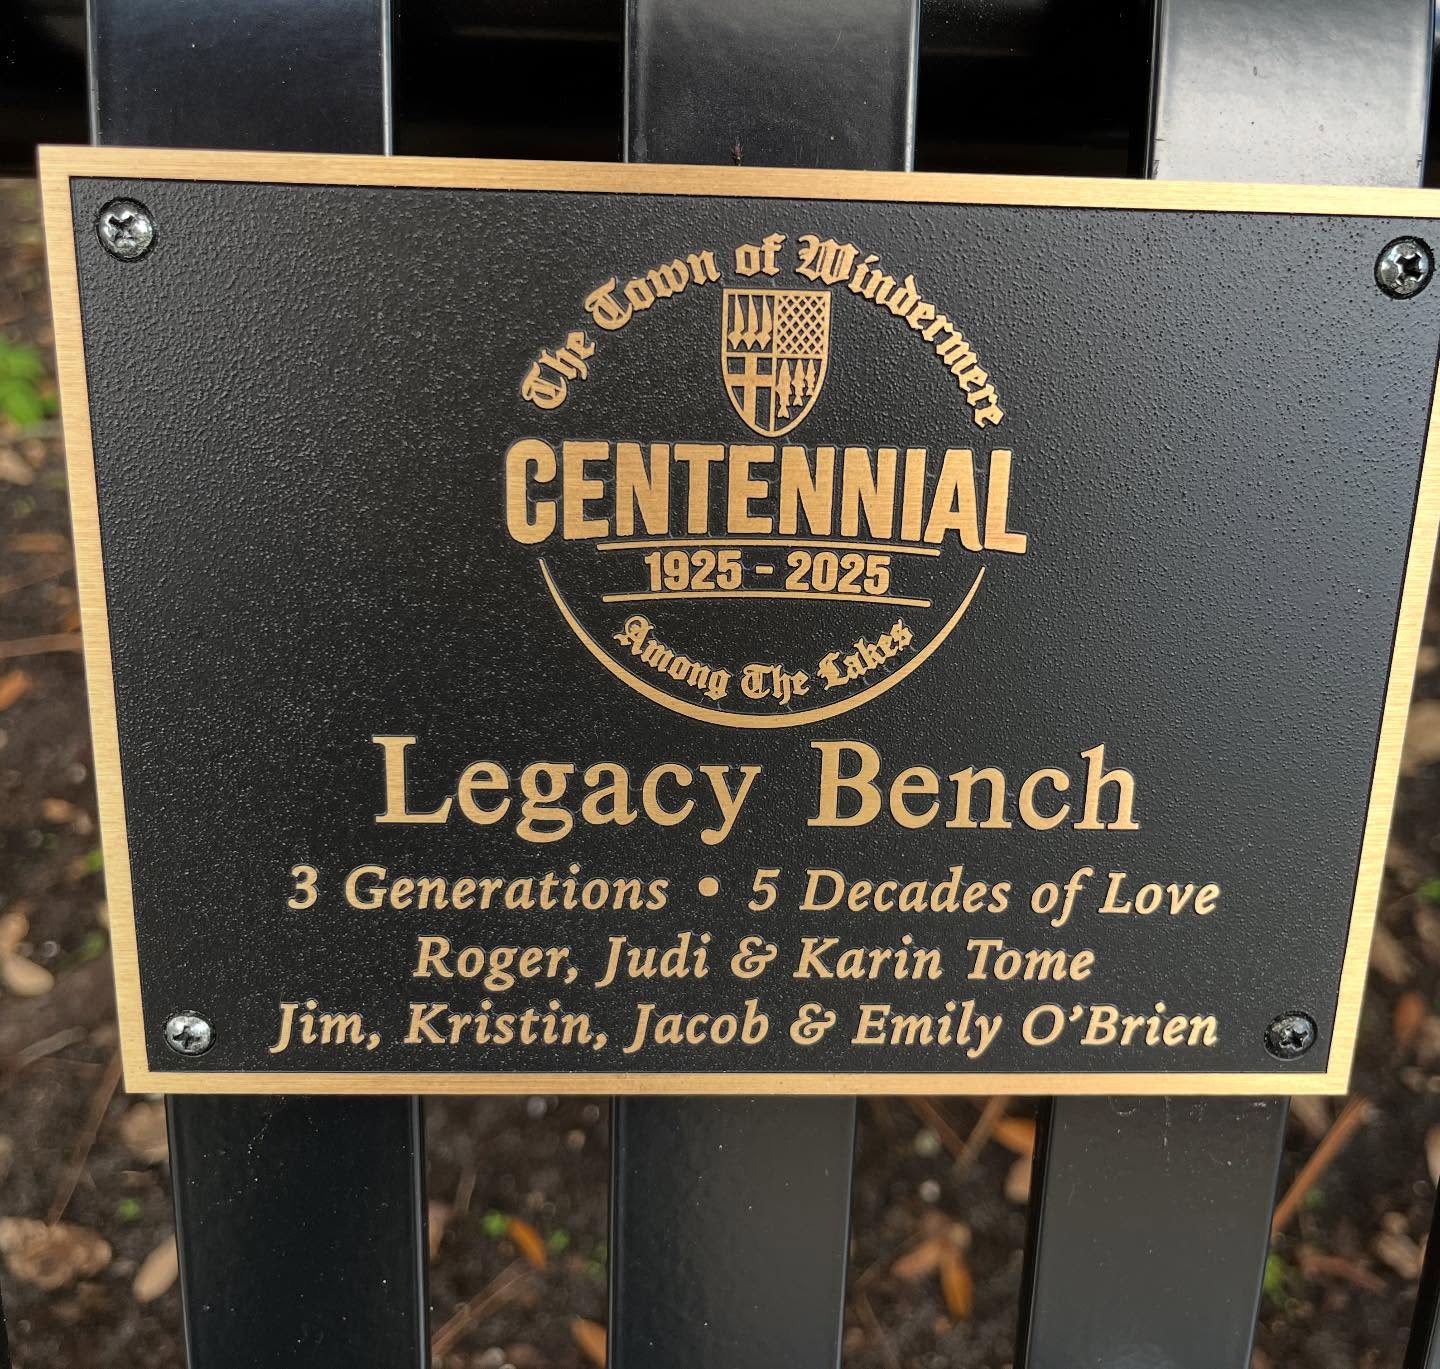 The Town of Windermere
CENTENNIAL
1925 - 2025
Among The Lakes
Legacy Bench
3 Generations • 5 Decades of Love
Roger, Judi & Karin Tome
Jim, Kristin, Jacob & Emily O'Brien